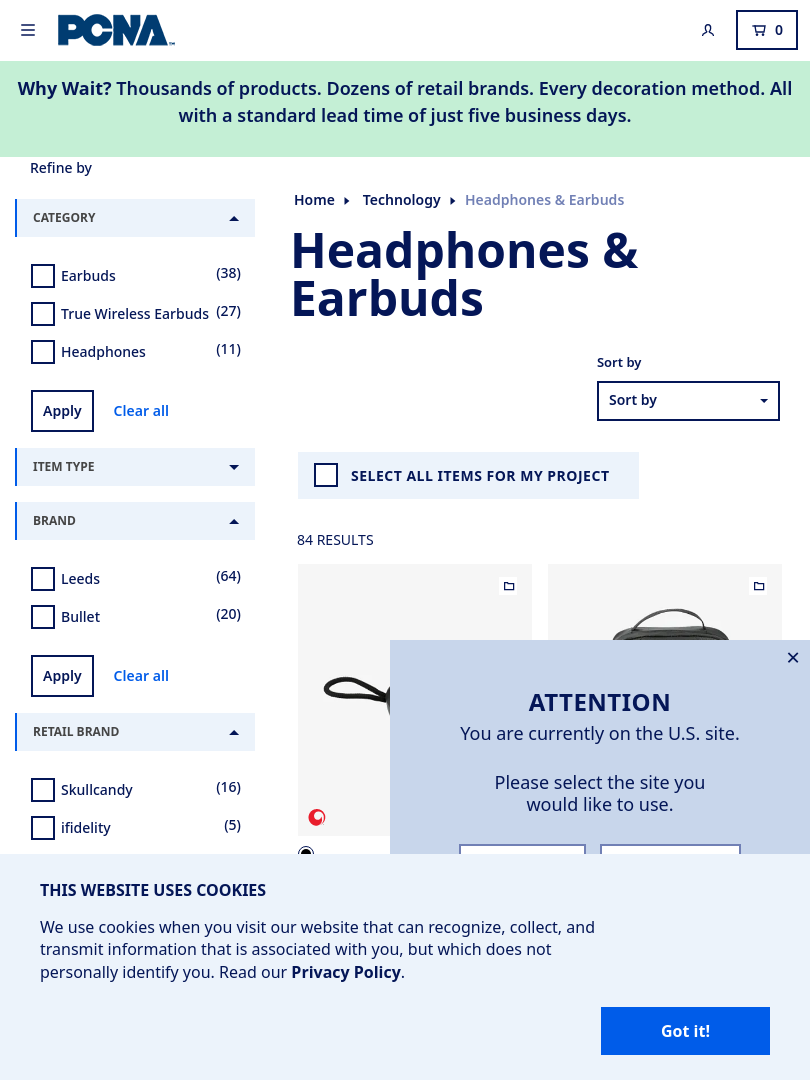 PCNA
0
Why Wait? Thousands of products. Dozens of retail brands. Every decoration method. All
with a standard lead time of just five business days.
Refine by
CATEGORY
Earbuds (38)
True Wireless Earbuds (27)
Headphones (11)
Apply Clear all
ITEM TYPE
BRAND
Leeds (64)
Bullet (20)
Apply Clear all
RETAIL BRAND
Skullcandy (16)
ifidelity (5)
Home Technology Headphones & Earbuds
Headphones &
Earbuds
Sort by
Sort by
SELECT ALL ITEMS FOR MY PROJECT
84 RESULTS
ATTENTION
You are currently on the U.S. site.
Please select the site you
would like to use.
THIS WEBSITE USES COOKIES
We use cookies when you visit our website that can recognize, collect, and
transmit information that is associated with you, but which does not
personally identify you. Read our Privacy Policy.
Got it!